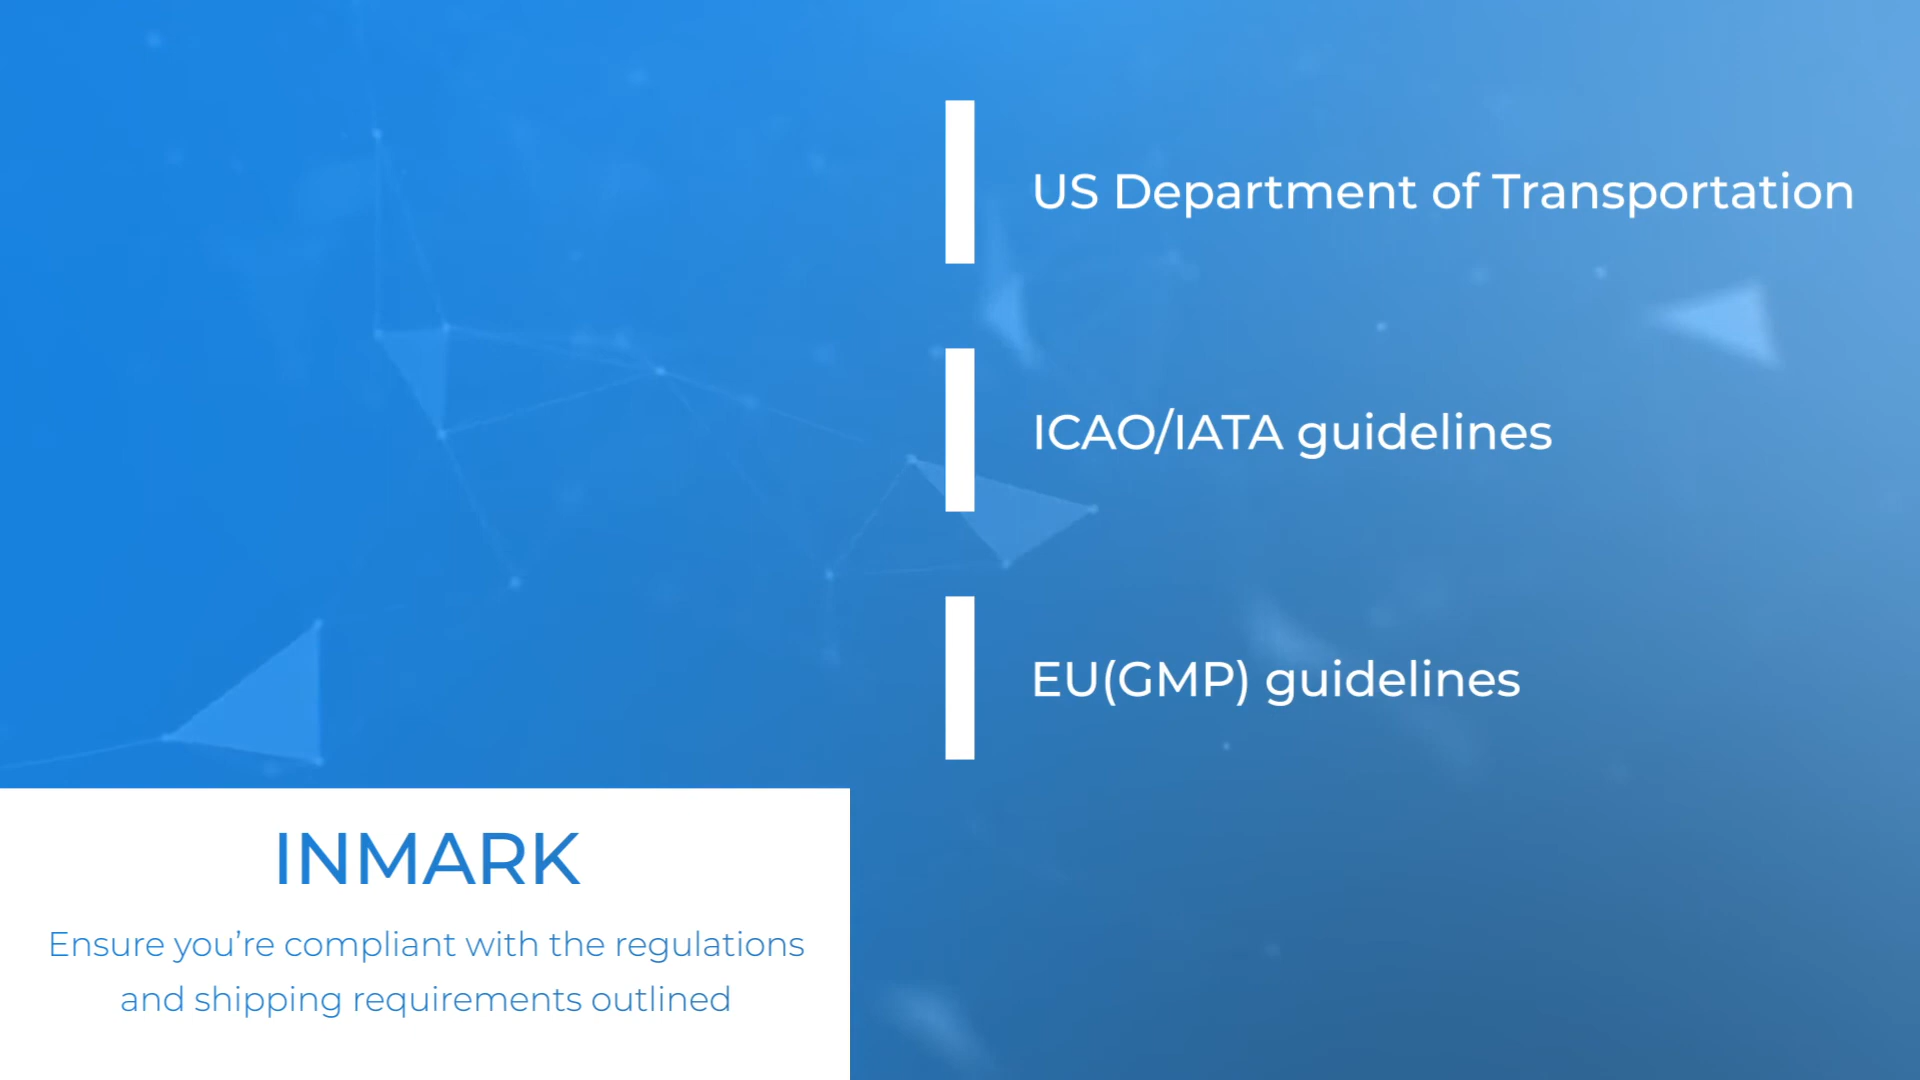 US Department of Transportation
ICAO/IATA guidelines
EU(GMP) guidelines
INMARK
Ensure you’re compliant with the regulations
and shipping requirements outlined